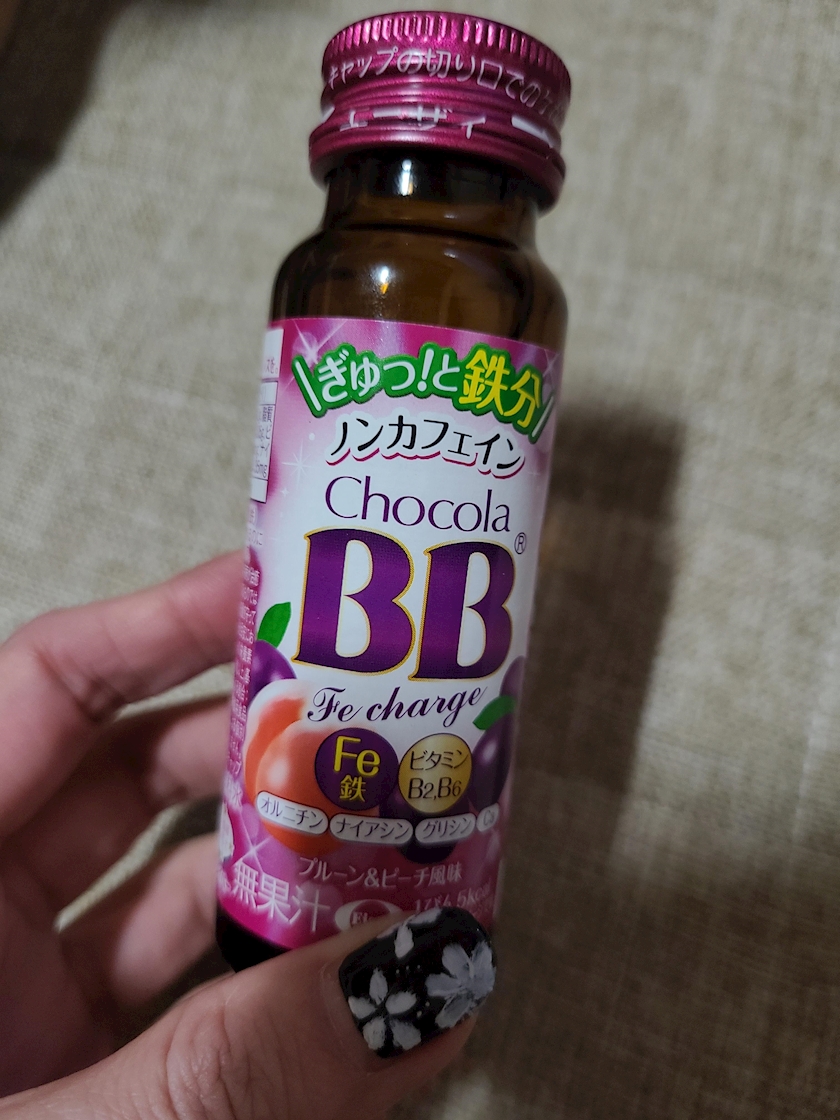 キャップの切り口でのケガ
エーザイ
ぎゅっ!と鉄分
ノンカフェイン
Chocola
BB®
Fe charge
Fe ビタミン
鉄 B2,B6
オルニチン ナイアシン グリシン
プルーン&ピーチ風味
無果汁